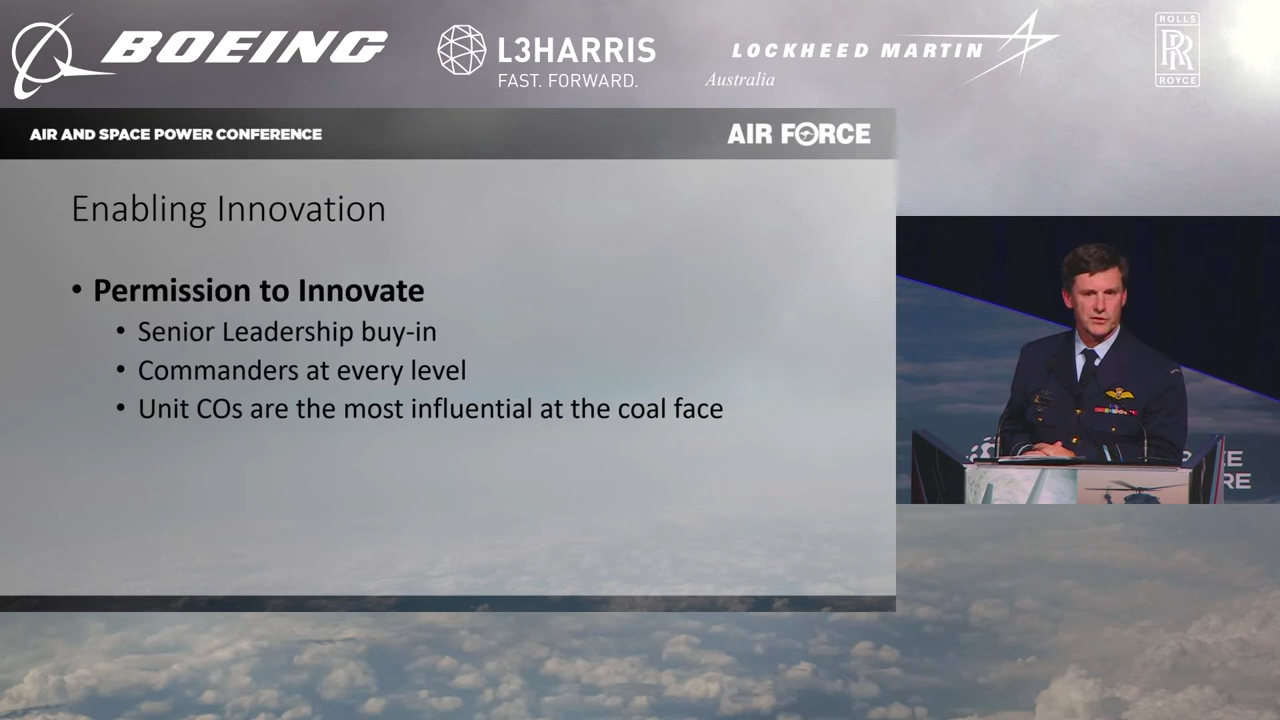 BOEING
L3HARRIS
FAST. FORWARD.
LOCKHEED MARTIN
Australia
ROLLS
RR
ROYCE
AIR AND SPACE POWER CONFERENCE
AIR FORCE
Enabling Innovation
• Permission to Innovate
• Senior Leadership buy-in
• Commanders at every level
• Unit COs are the most influential at the coal face